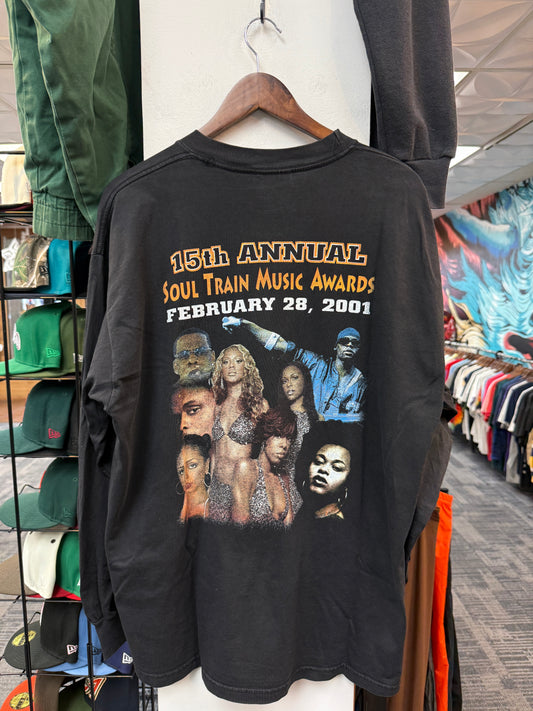 15th ANNUAL
SOUL TRAIN MUSIC AWARDS
FEBRUARY 28, 2001